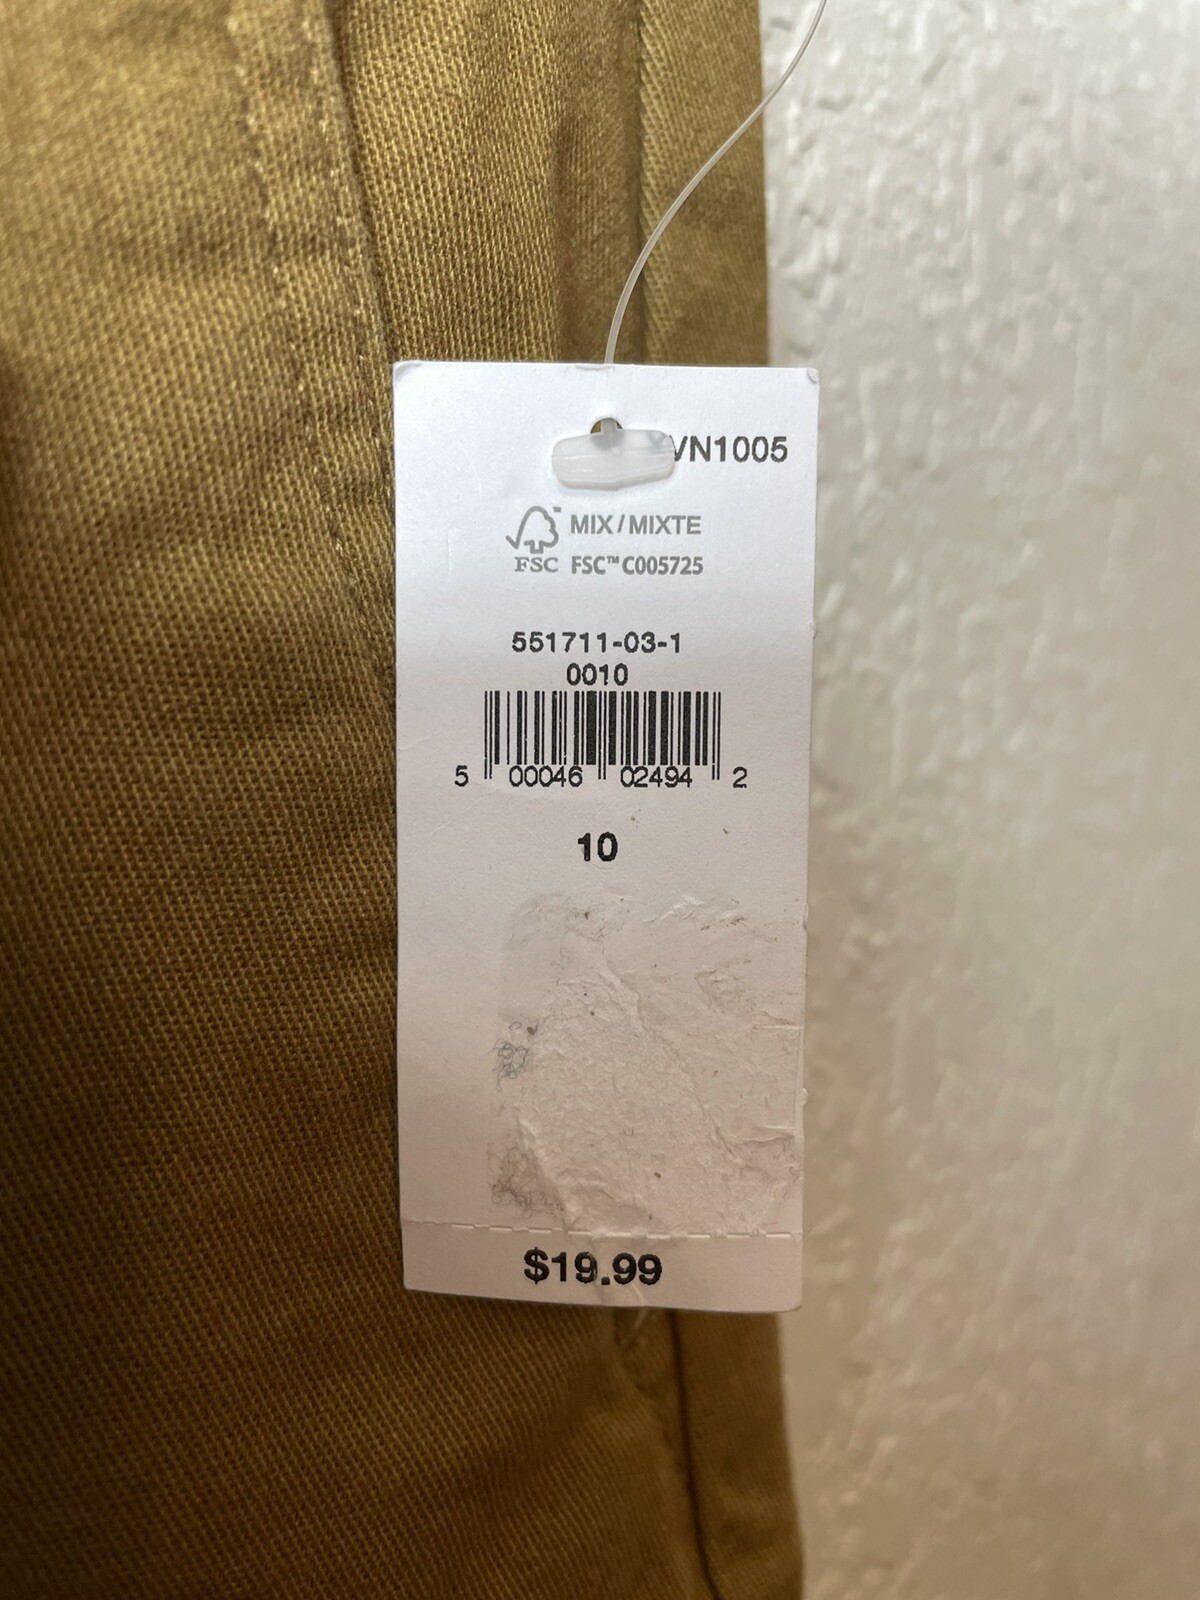 VN1005
MIX / MIXTE
FSC FSC™ C005725
551711-03-1
0010
5 00046 02494 2
10
$19.99